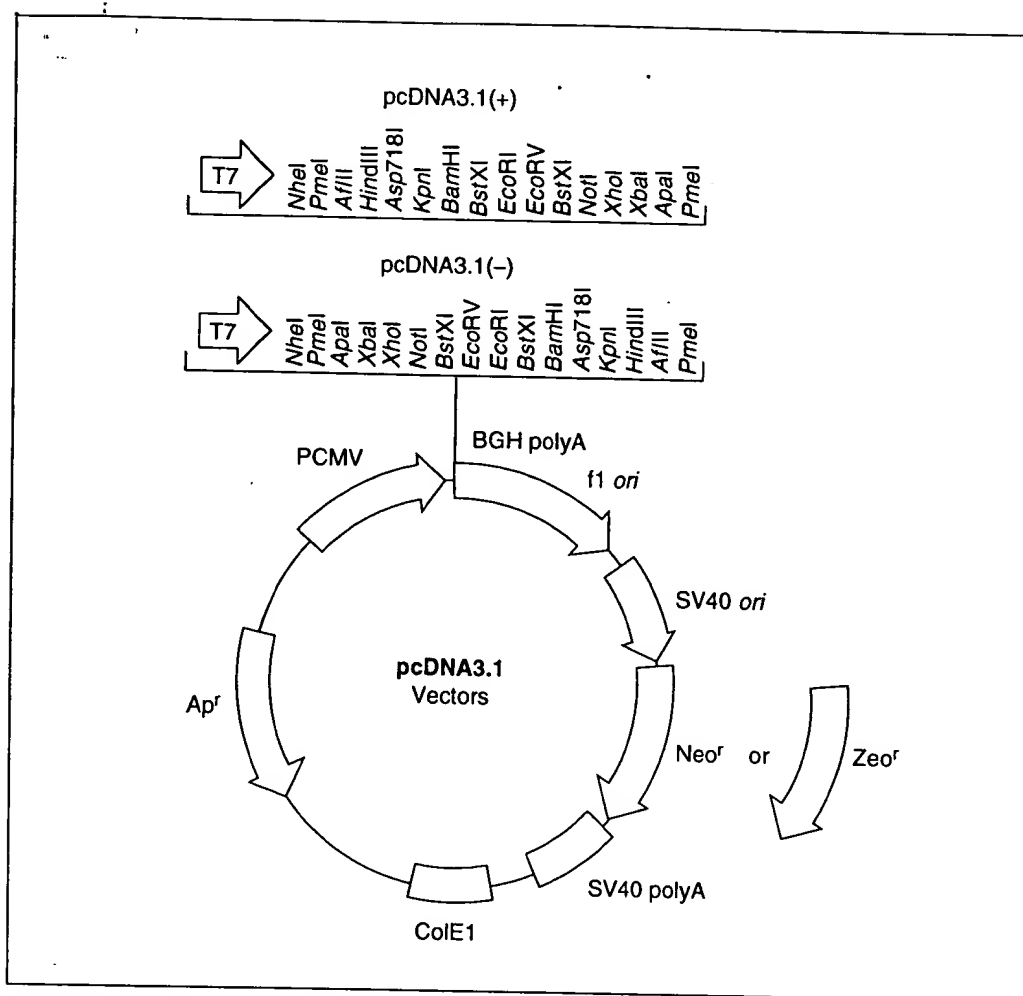 pcDNA3.1(+)
T7 NheI PmeI AflII HindIII Asp718I KpnI BamHI BstXI EcoRI EcoRV BstXI NotI XhoI XbaI ApaI PmeI
pcDNA3.1(–)
T7 NheI PmeI ApaI XbaI XhoI NotI BstXI EcoRV EcoRI BstXI BamHI Asp718I KpnI HindIII AflII PmeI
PCMV
BGH polyA
f1 ori
SV40 ori
pcDNA3.1
Vectors
Apʳ
Neoʳ or Zeoʳ
SV40 polyA
ColE1